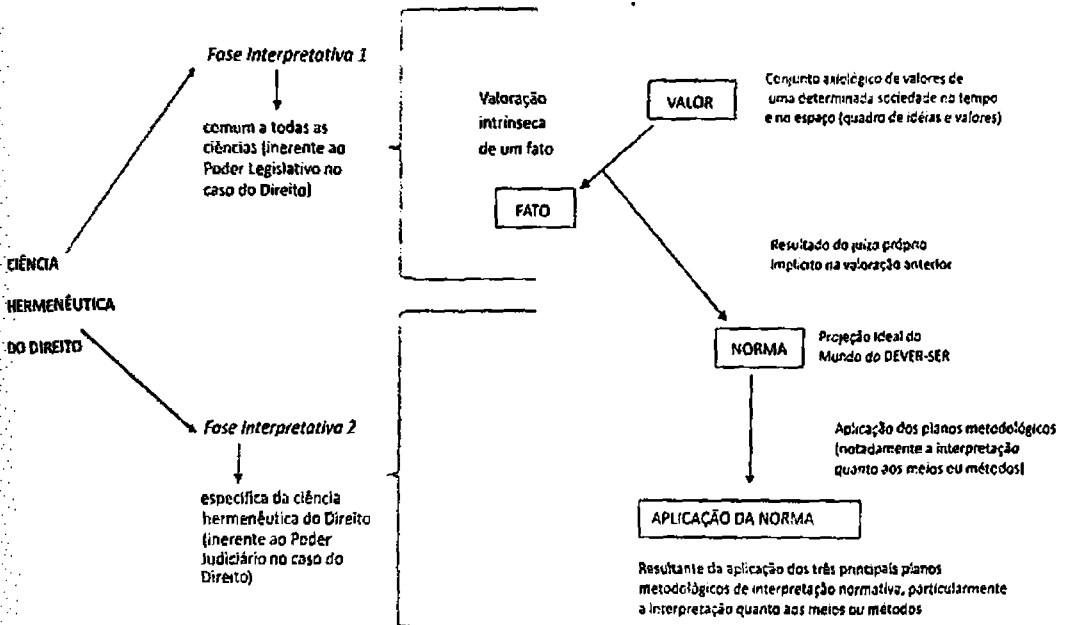 Fase Interpretativa 1
comum a todas as
ciências (inerente ao
Poder Legislativo no
caso do Direito)
Valoração
intrínseca
de um fato
VALOR
Conjunto axiológico de valores de
uma determinada sociedade no tempo
e no espaço (quadro de idéias e valores)
FATO
CIÊNCIA
HERMENÊUTICA
DO DIREITO
Resultado do juízo próprio
implícito na valoração anterior
NORMA
Projeção Ideal do
Mundo do DEVER-SER
Fase Interpretativa 2
específica da ciência
hermenêutica do Direito
(inerente ao Poder
Judiciário no caso do
Direito)
Aplicação dos planos metodológicos
(notadamente a interpretação
quanto aos meios ou métodos)
APLICAÇÃO DA NORMA
Resultante da aplicação dos três principais planos
metodológicos de interpretação normativa, particularmente
a interpretação quanto aos meios ou métodos